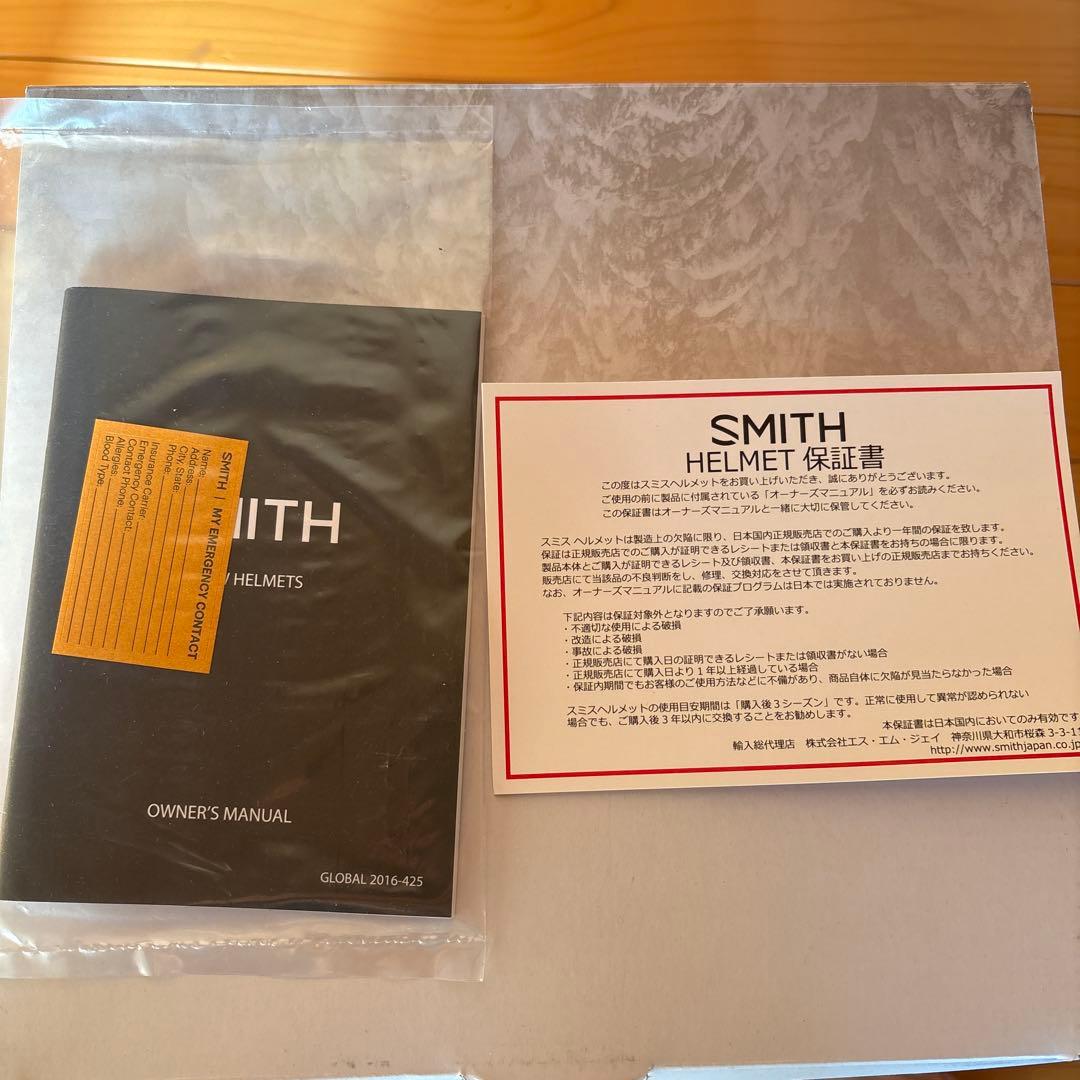 SMITH | MY EMERGENCY CONTACT
Name:
Address:
City State:
Phone:
Insurance Carrier:
Emergency Contact:
Contact Phone:
Allergies:
Blood Type:
ITH
HELMETS
OWNER'S MANUAL
GLOBAL 2016-425
SMITH
HELMET 保証書
この度はスミスヘルメットをお買い上げいただき、誠にありがとうございます。
ご使用の前に製品に付属されている「オーナーズマニュアル」を必ずお読みください。
この保証書はオーナーズマニュアルと一緒に大切に保管してください。
スミス ヘルメットは製造上の欠陥に限り、日本国内正規販売店でのご購入より一年間の保証を致します。
保証は正規販売店でのご購入が証明できるレシートまたは領収書と本保証書をお持ちの場合に限ります。
製品本体とご購入が証明できるレシート及び領収書、本保証書をお買い上げの正規販売店までお持ちください。
販売店にて当該品の不良判断をし、修理、交換対応をさせて頂きます。
なお、オーナーズマニュアルに記載の保証プログラムは日本では実施されておりません。
下記内容は保証対象外となりますのでご了承願います。
・不適切な使用による破損
・改造による破損
・事故による破損
・正規販売店にて購入日の証明できるレシートまたは領収書がない場合
・正規販売店にて購入日より1年以上経過している場合
・保証内期間でもお客様のご使用方法などに不備があり、商品自体に欠陥が見当たらなかった場合
スミスヘルメットの使用目安期間は「購入後3シーズン」です。正常に使用して異常が認められない
場合でも、ご購入後3年以内に交換することをお勧めします。
本保証書は日本国内においてのみ有効です
輸入総代理店 株式会社エス・エム・ジェイ 神奈川県大和市桜森3-3-11
http://www.smithjapan.co.jp